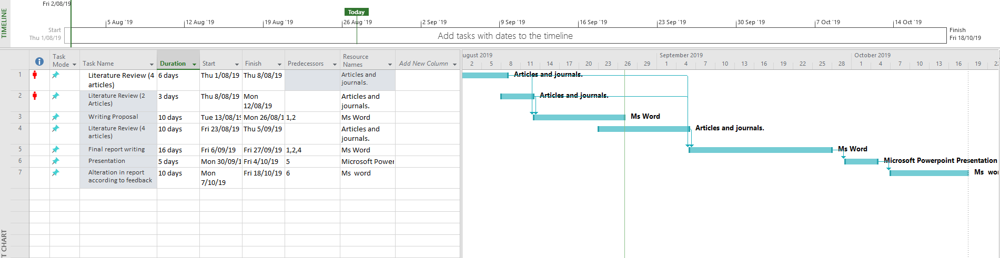 Fri 2/08/19
TIMELINE
Today
5 Aug '19
12 Aug '19
19 Aug '19
26 Aug '19
2 Sep '19
9 Sep '19
16 Sep '19
23 Sep '19
30 Sep '19
7 Oct '19
14 Oct '19
Start
Thu 1/08/19
Add tasks with dates to the timeline
Finish
Fri 18/10/19
Task Mode
Task Name
Duration
Start
Finish
Predecessors
Resource Names
Add New Column
1
Literature Review (4
articles)
6 days
Thu 1/08/19
Thu 8/08/19
Articles and
journals.
2
Literature Review (2
Articles)
3 days
Thu 8/08/19
Mon
12/08/19
Articles and
journals.
3
Writing Proposal
10 days
Tue 13/08/19
Mon 26/08/1
1,2
Ms Word
4
Literature Review (4
articles)
10 days
Fri 23/08/19
Thu 5/09/19
Articles and
journals.
5
Final report writing
16 days
Fri 6/09/19
Fri 27/09/19
1,2,4
Ms Word
6
Presentation
5 days
Mon 30/09/1
Fri 4/10/19
5
Microsoft Power
7
Alteration in report
according to feedback
10 days
Mon
7/10/19
Fri 18/10/19
6
Ms word
T CHART
ugust 2019
September 2019
October 2019
2 5 8 11 14 17 20 23 26 29 1 4 7 10 13 16 19 22 25 28 1 4 7 10 13 16 19 22
Articles and journals.
Articles and journals.
Ms Word
Articles and journals.
Ms Word
Microsoft Powerpoint Presentation
Ms wo